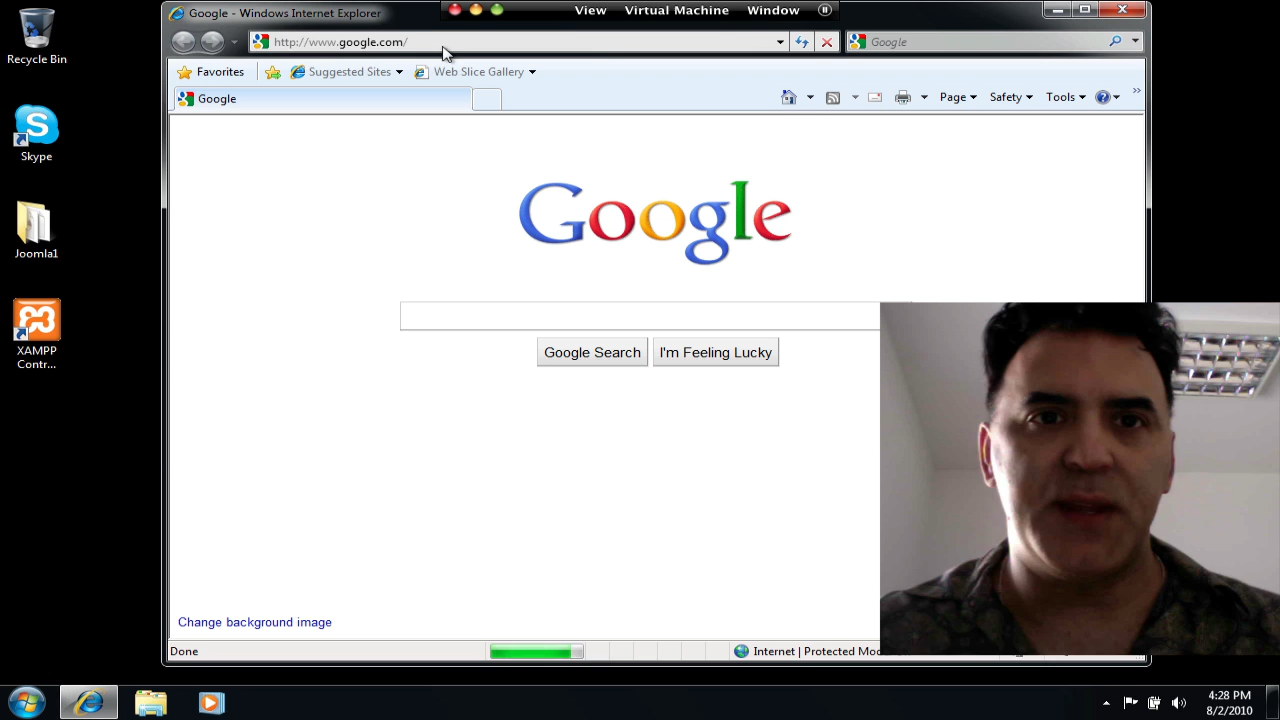 Recycle Bin
Skype
Joomla1
XAMPP
Contr...
Google - Windows Internet Explorer
View Virtual Machine Window
http://www.google.com/
Google
Favorites Suggested Sites Web Slice Gallery
Google
Page Safety Tools
Google
Google Search I'm Feeling Lucky
Change background image
Done
Internet | Protected Mo
4:28 PM
8/2/2010